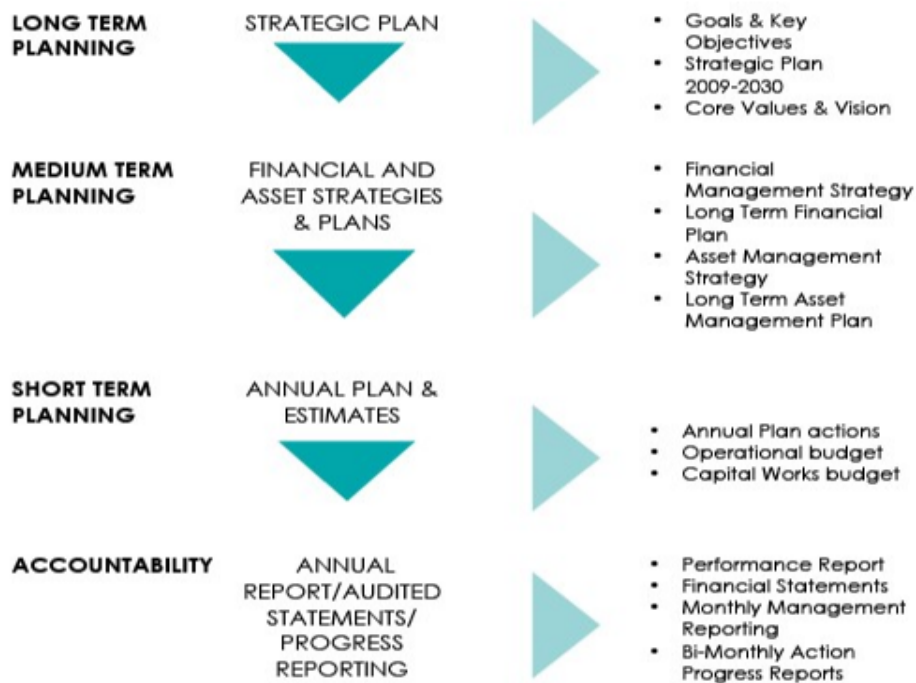 LONG TERM
PLANNING
STRATEGIC PLAN
• Goals & Key
Objectives
• Strategic Plan
2009-2030
• Core Values & Vision
MEDIUM TERM
PLANNING
FINANCIAL AND
ASSET STRATEGIES
& PLANS
• Financial
Management Strategy
• Long Term Financial
Plan
• Asset Management
Strategy
• Long Term Asset
Management Plan
SHORT TERM
PLANNING
ANNUAL PLAN &
ESTIMATES
• Annual Plan actions
• Operational budget
• Capital Works budget
ACCOUNTABILITY
ANNUAL
REPORT/AUDITED
STATEMENTS/
PROGRESS
REPORTING
• Performance Report
• Financial Statements
• Monthly Management
Reporting
• Bi-Monthly Action
Progress Reports